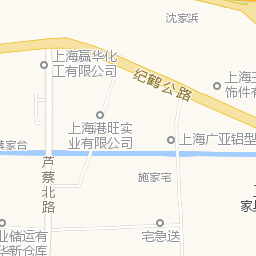 沈家浜
上海赢华化
工有限公司
纪鹤公路
上海王
饰件有
上海港旺实
业有限公司
上海广亚铝型
蔡家台
芦蔡北路
施家宅
家具
业储运有
华新仓库
宅急送